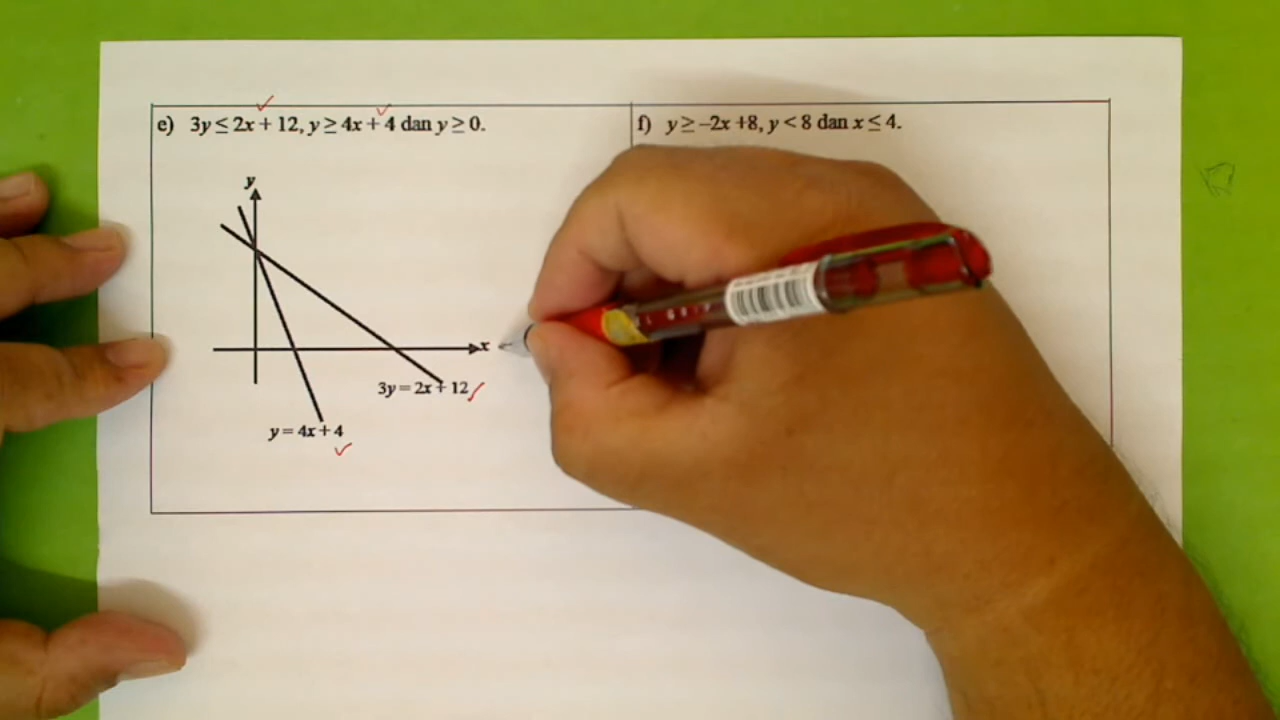 e) 3y ≤ 2x + 12, y ≥ 4x + 4 dan y ≥ 0.
f) y ≥ –2x +8, y < 8 dan x ≤ 4.
y
x
3y = 2x + 12
y = 4x + 4